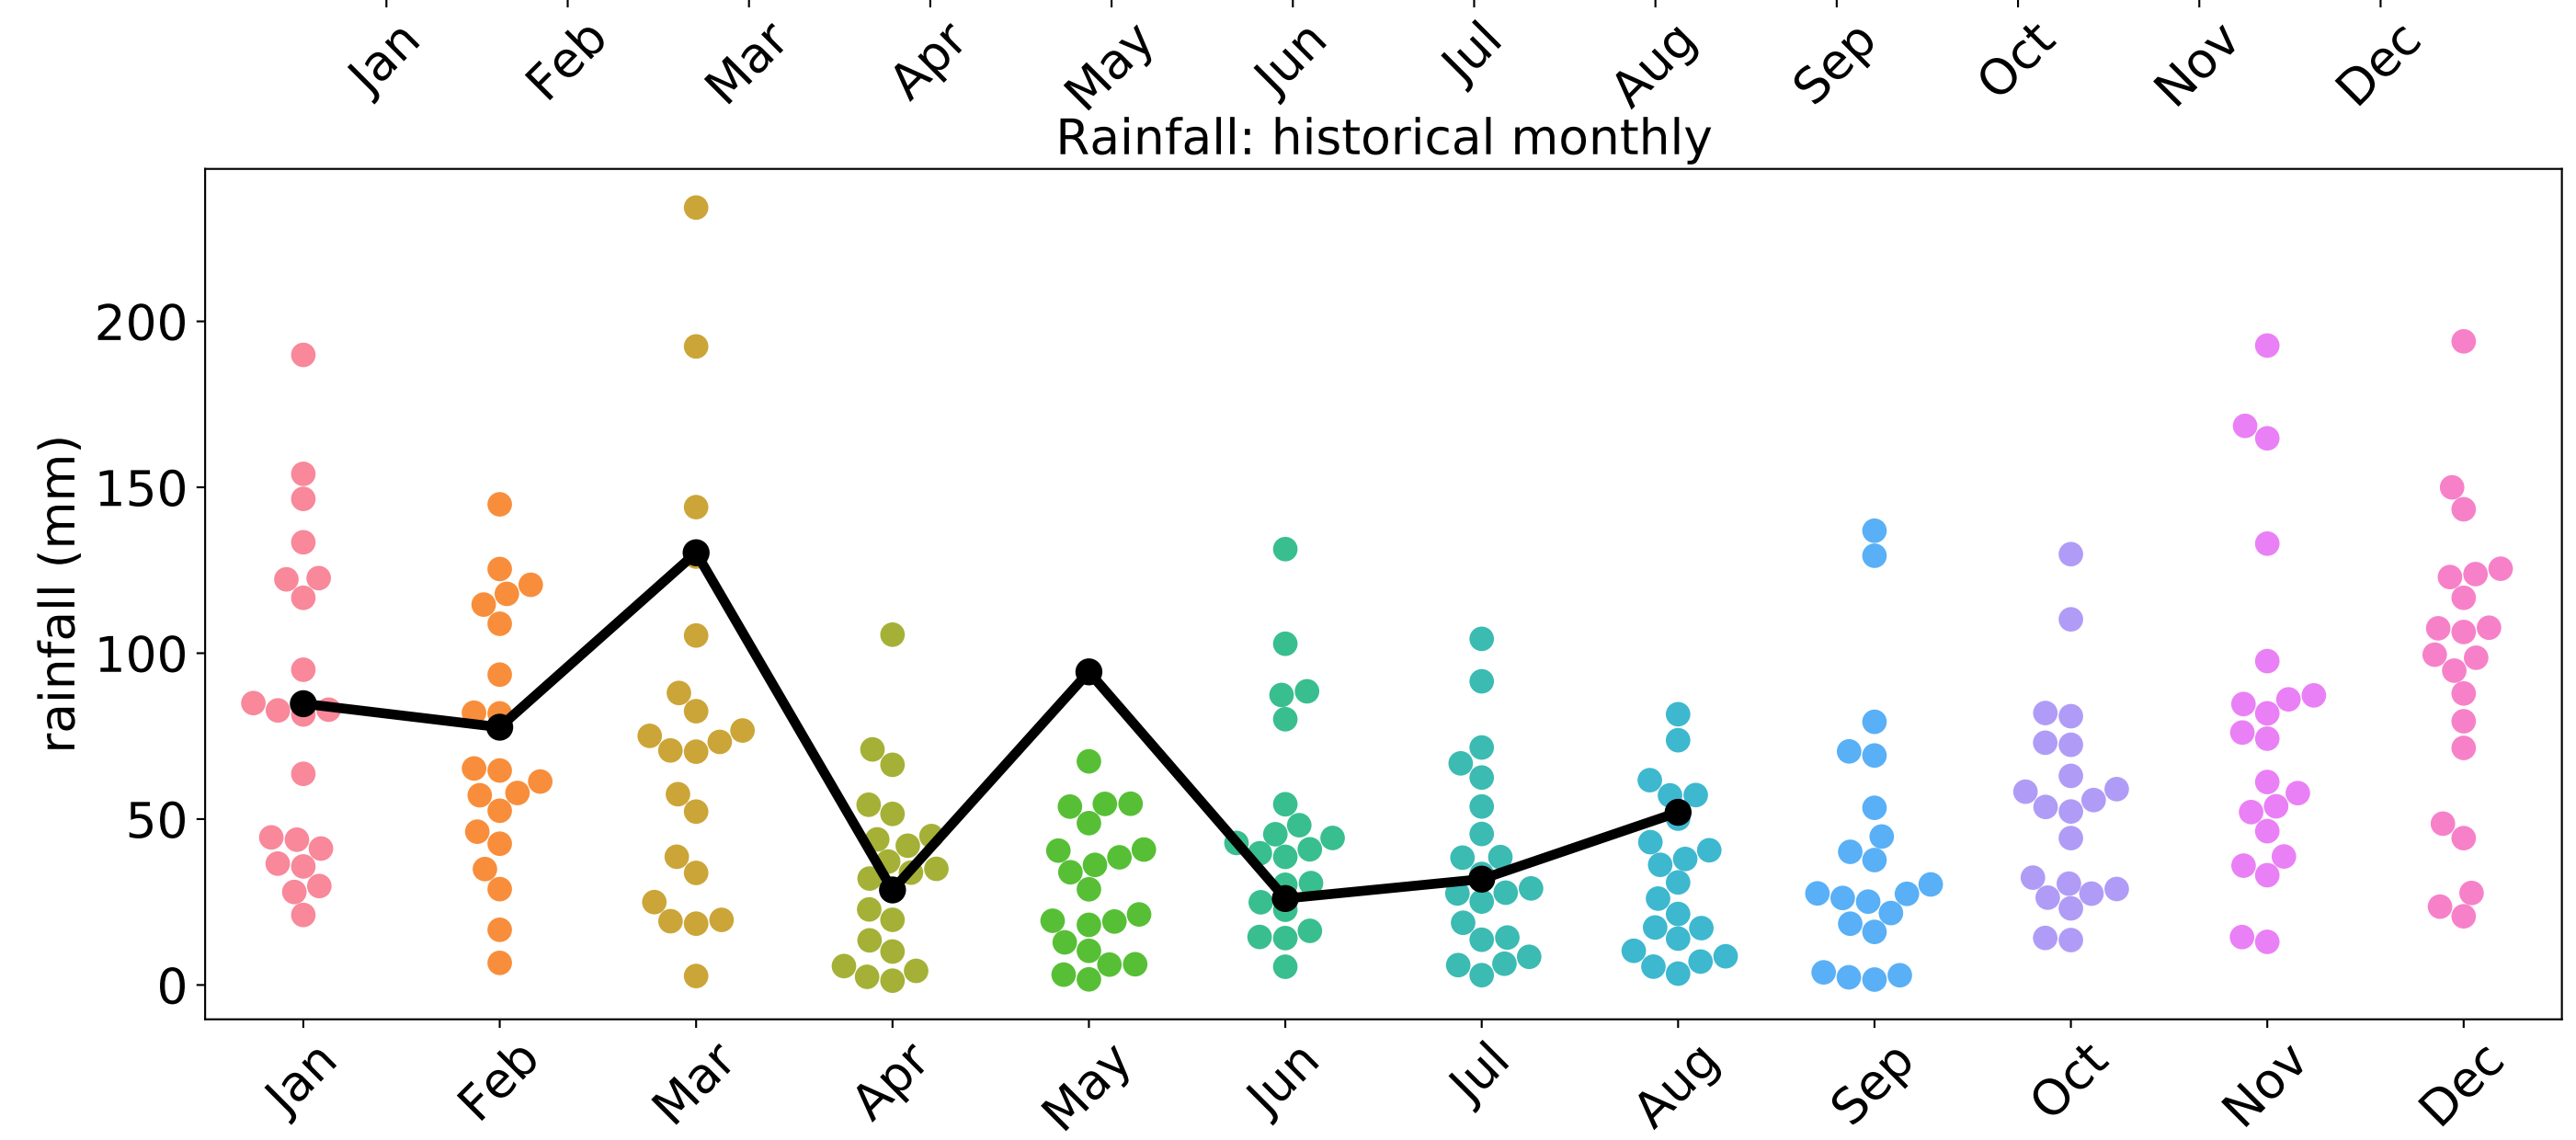 Jan Feb Mar Apr May Jun Jul Aug Sep Oct Nov Dec
Rainfall: historical monthly
rainfall (mm)
200
150
100
50
0
Jan Feb Mar Apr May Jun Jul Aug Sep Oct Nov Dec